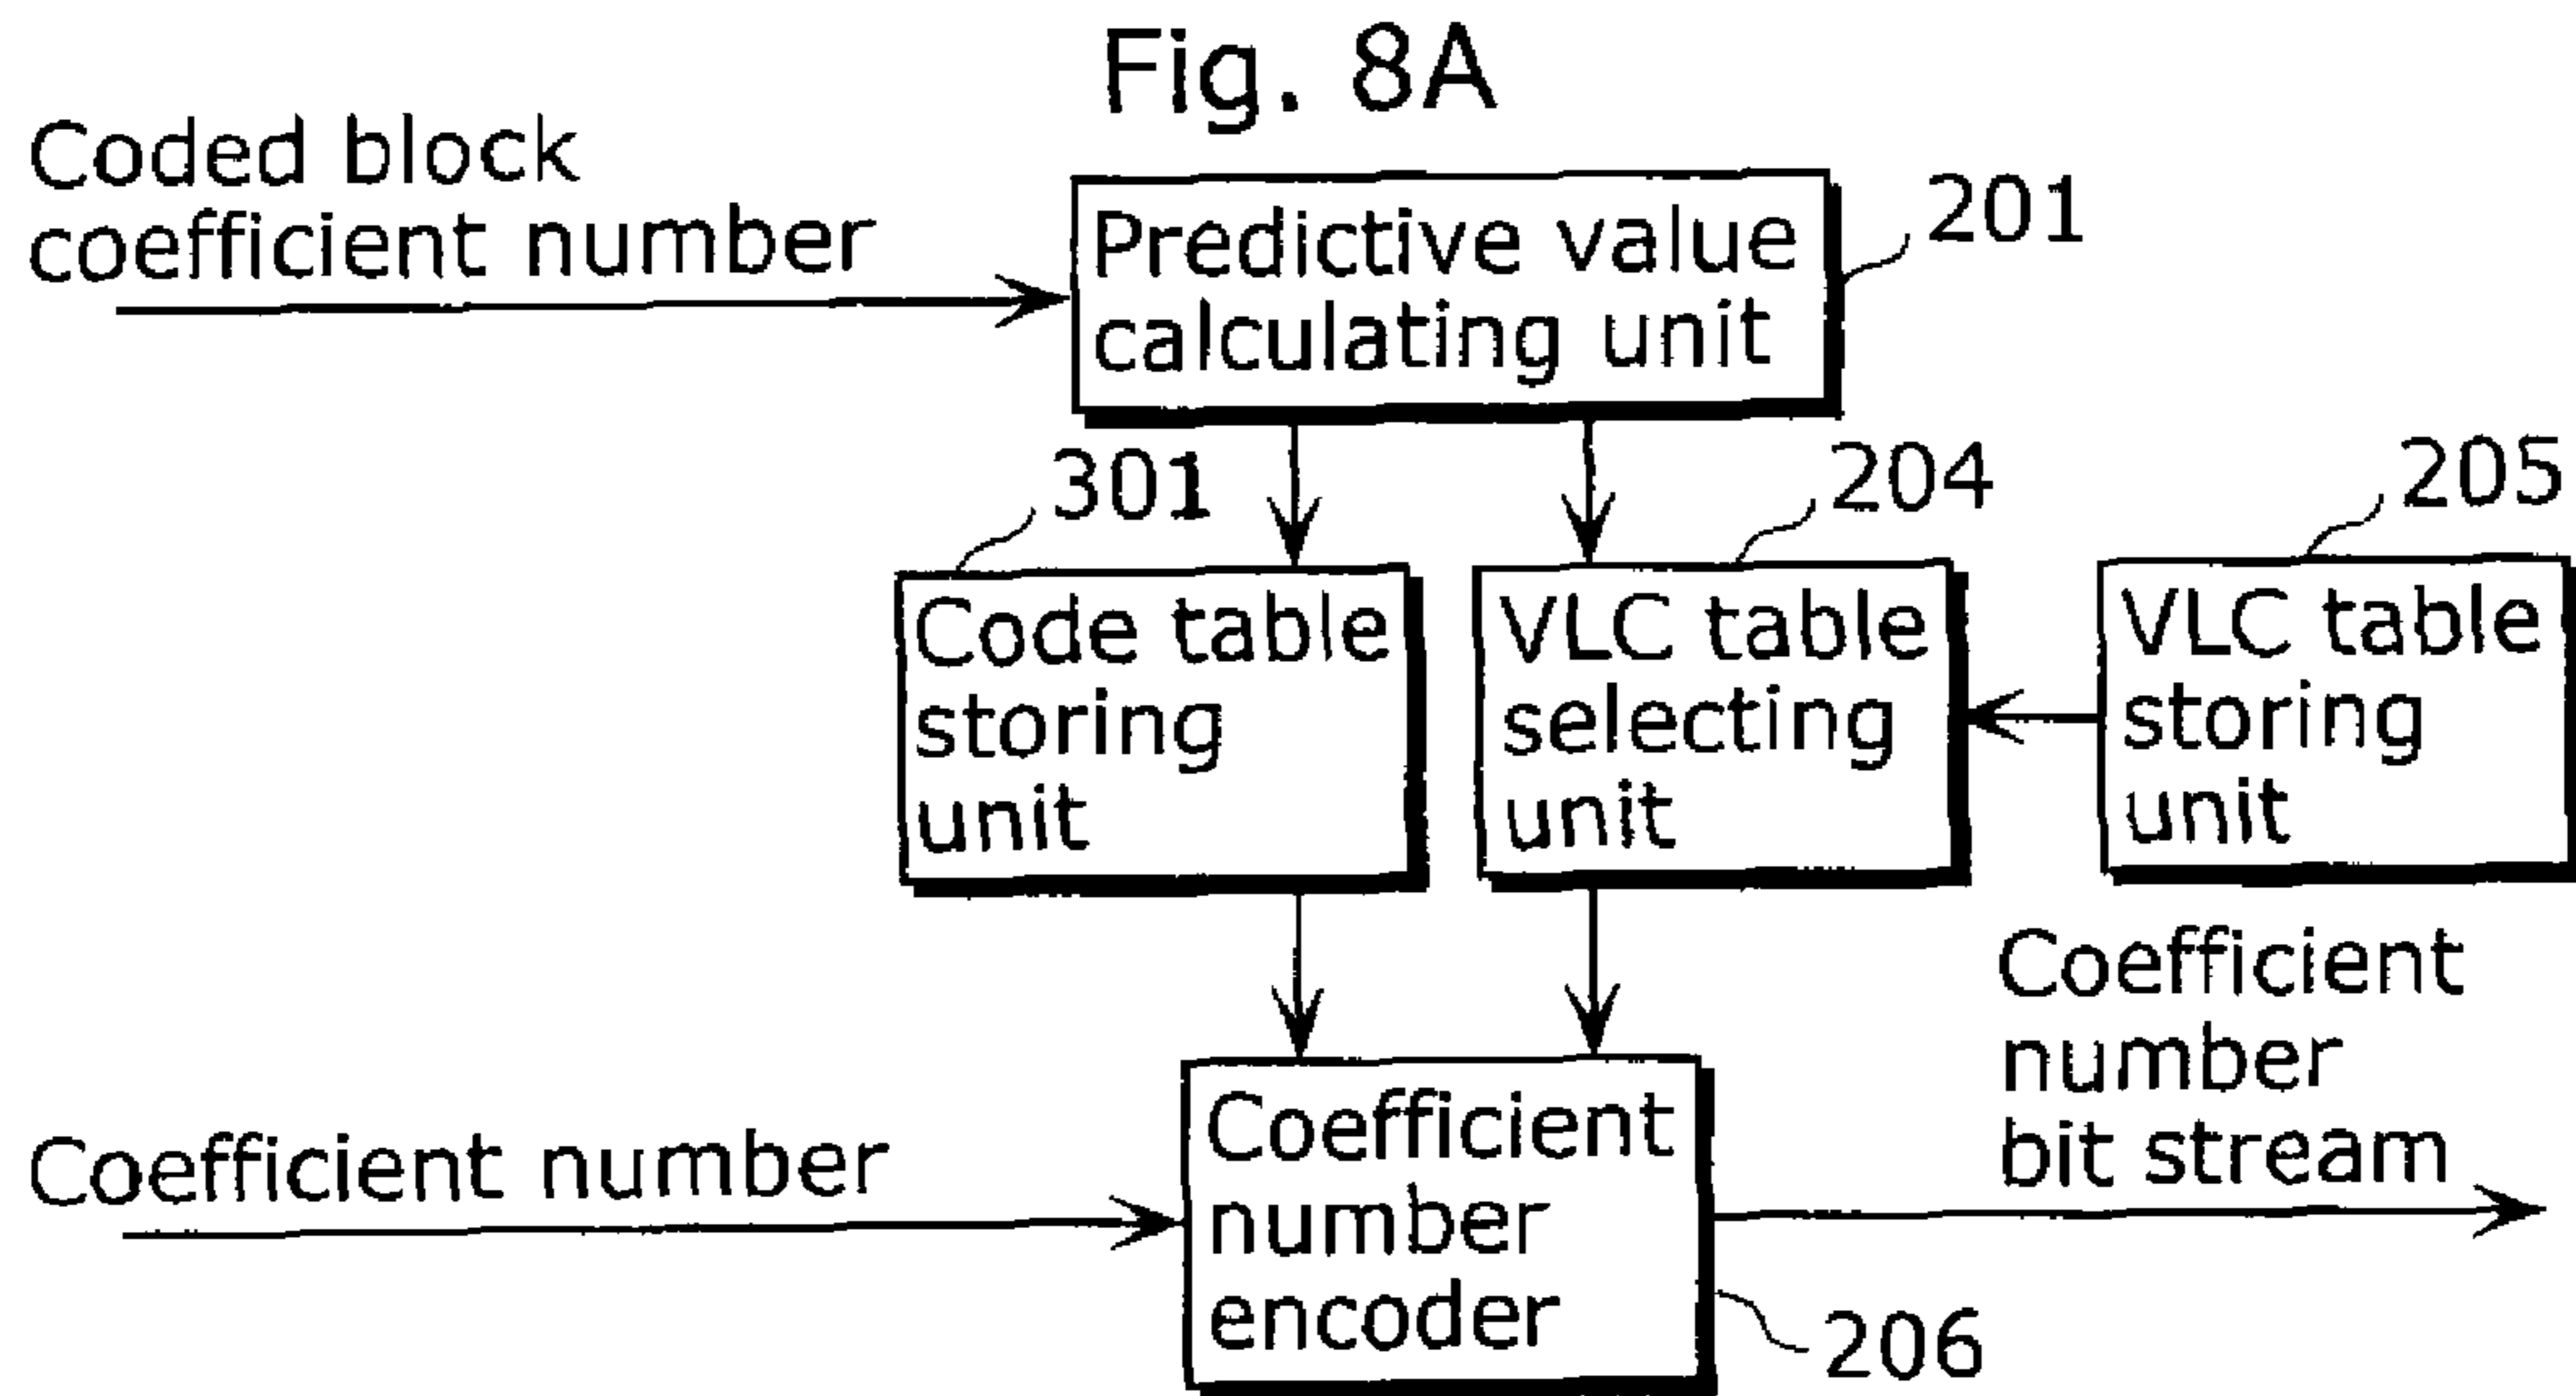 Fig. 8A
Coded block
coefficient number
Predictive value
calculating unit
201
301
204
205
Code table
storing
unit
VLC table
selecting
unit
VLC table
storing
unit
Coefficient number
Coefficient
number
encoder
Coefficient
number
bit stream
206